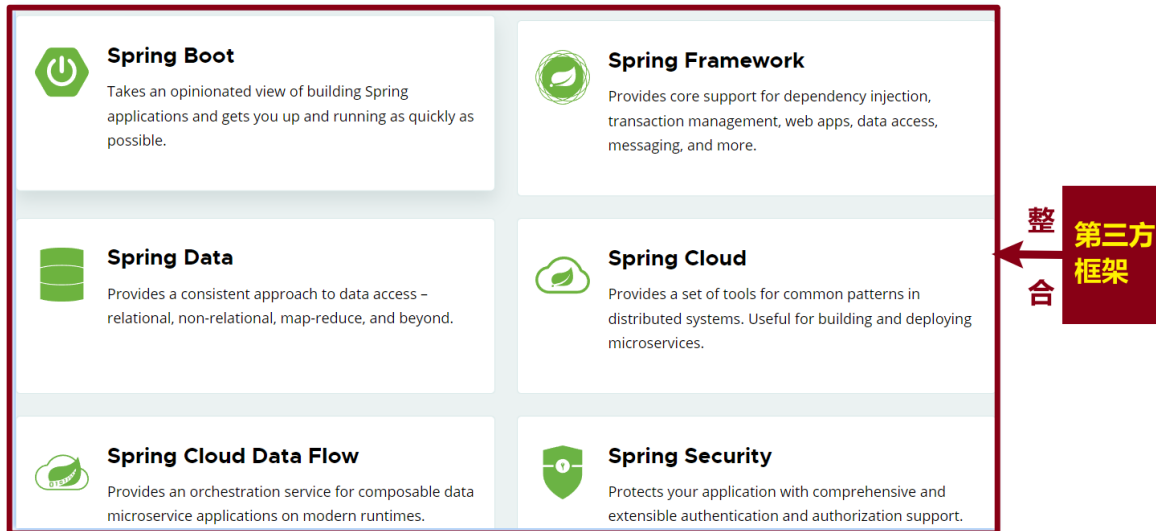 Spring Boot
Takes an opinionated view of building Spring
applications and gets you up and running as quickly as
possible.
Spring Framework
Provides core support for dependency injection,
transaction management, web apps, data access,
messaging, and more.
Spring Data
Provides a consistent approach to data access –
relational, non-relational, map-reduce, and beyond.
Spring Cloud
Provides a set of tools for common patterns in
distributed systems. Useful for building and deploying
microservices.
Spring Cloud Data Flow
Provides an orchestration service for composable data
microservice applications on modern runtimes.
Spring Security
Protects your application with comprehensive and
extensible authentication and authorization support.
整
合
第三方
框架